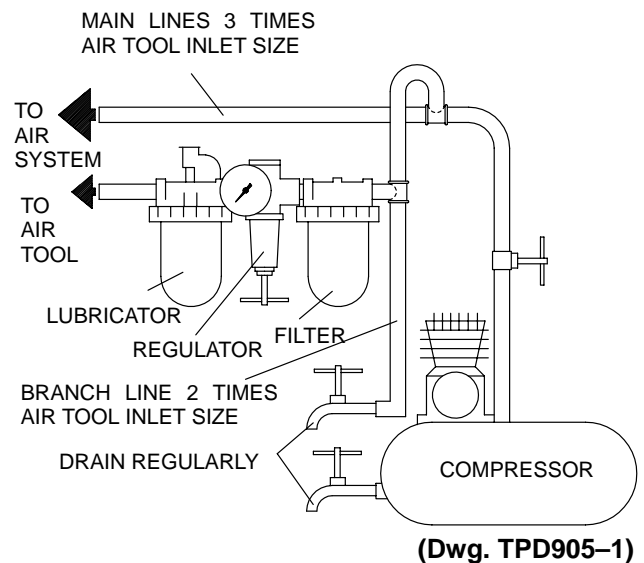 MAIN LINES 3 TIMES
AIR TOOL INLET SIZE
TO
AIR
SYSTEM
TO
AIR
TOOL
LUBRICATOR
REGULATOR
FILTER
BRANCH LINE 2 TIMES
AIR TOOL INLET SIZE
DRAIN REGULARLY
COMPRESSOR
(Dwg. TPD905–1)